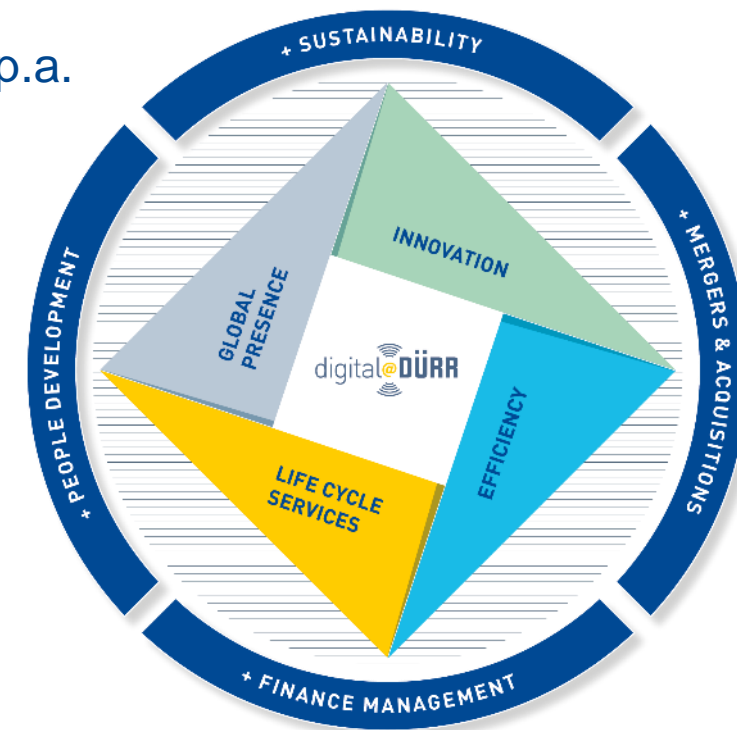 p.a.
+ SUSTAINABILITY
+ MERGERS & ACQUISITIONS
+ PEOPLE DEVELOPMENT
INNOVATION
GLOBAL
PRESENCE
digital@DÜRR
EFFICIENCY
LIFE CYCLE
SERVICES
+ FINANCE MANAGEMENT